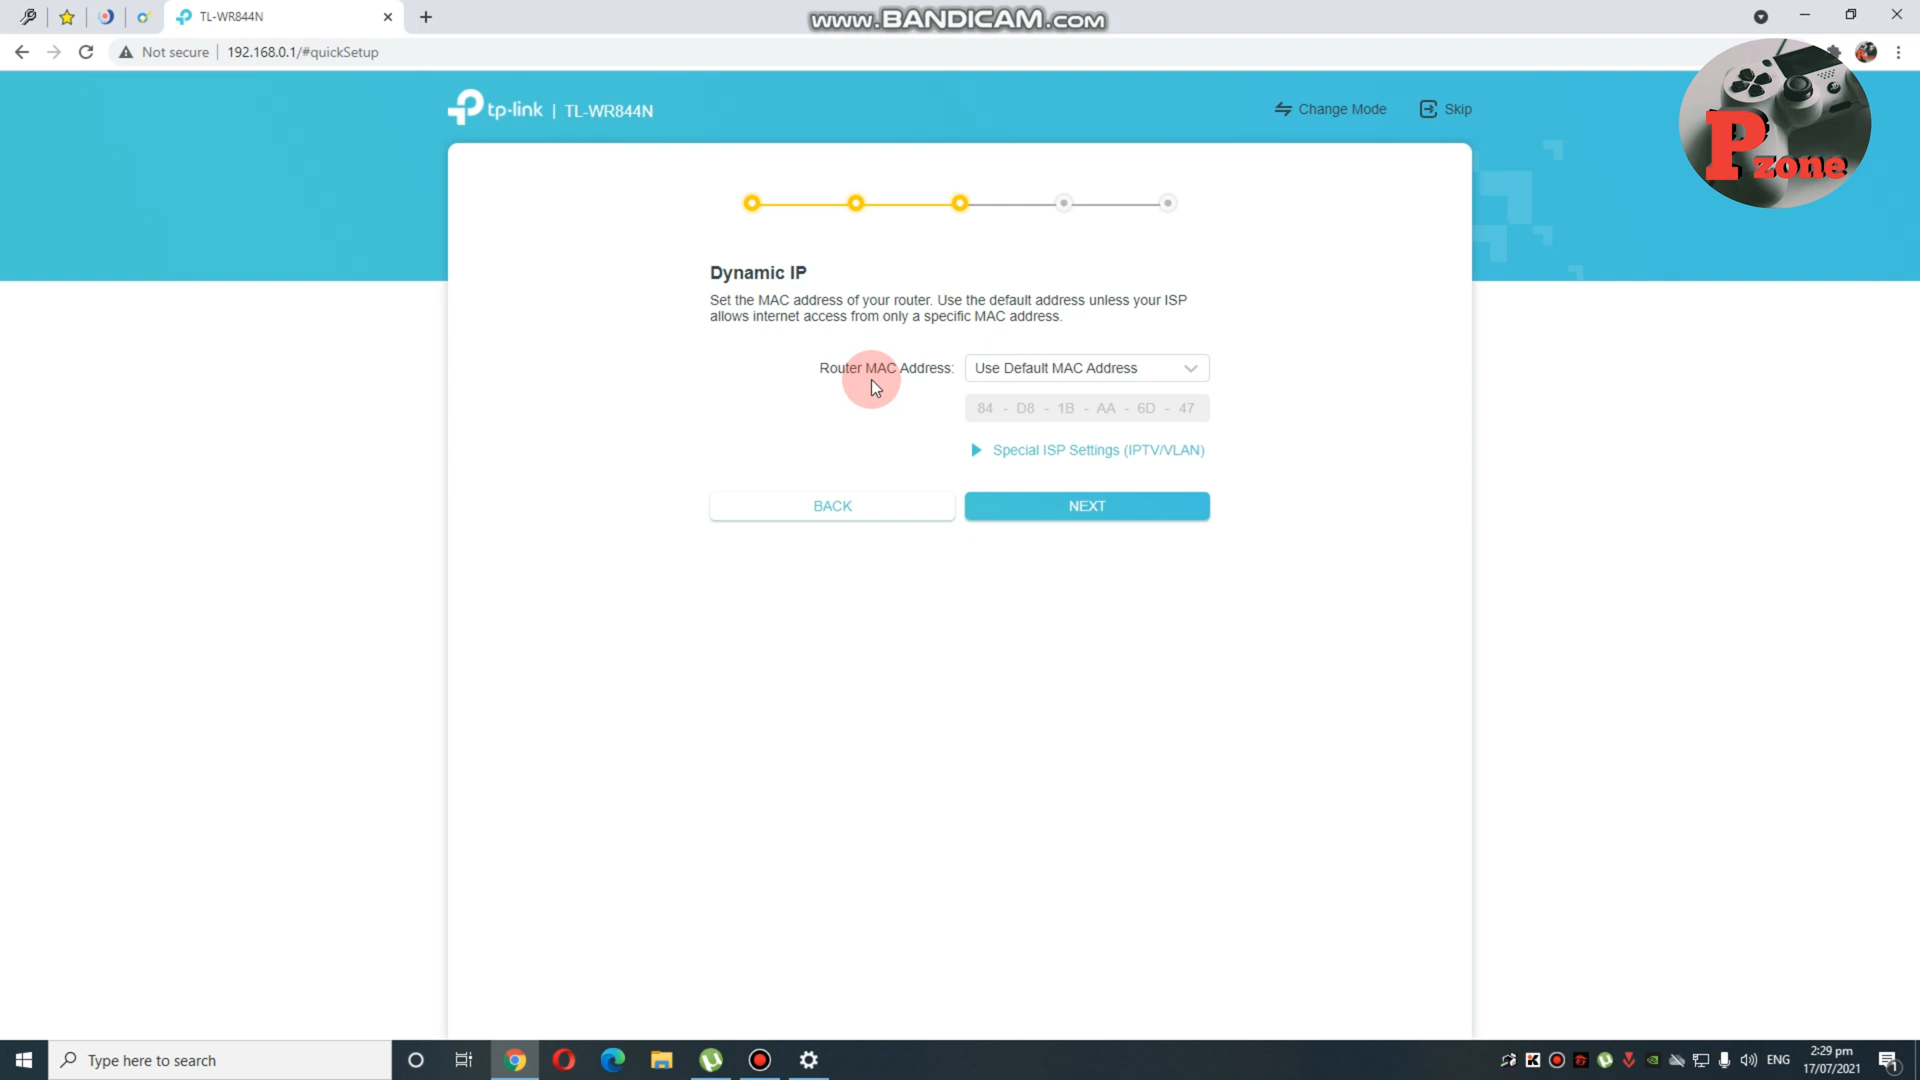 TL-WR844N
www.BANDICAM.com
Not secure
192.168.0.1/#quickSetup
tp-link | TL-WR844N
Change Mode
Skip
P zone
Dynamic IP
Set the MAC address of your router. Use the default address unless your ISP
allows internet access from only a specific MAC address.
Router MAC Address:
Use Default MAC Address
84 - D8 - 1B - AA - 6D - 47
Special ISP Settings (IPTV/VLAN)
BACK
NEXT
Type here to search
ENG
2:29 pm
17/07/2021
1